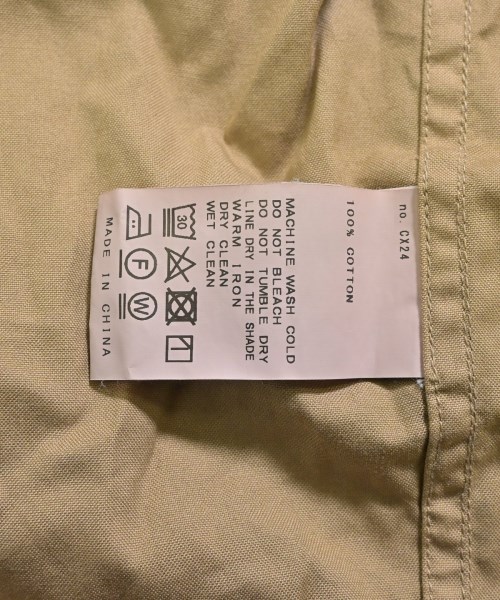 no. CX24
100% COTTON
MACHINE WASH COLD
DO NOT BLEACH
DO NOT TUMBLE DRY
LINE DRY IN THE SHADE
WARM IRON
DRY CLEAN
WET CLEAN
30
F W
MADE IN CHINA